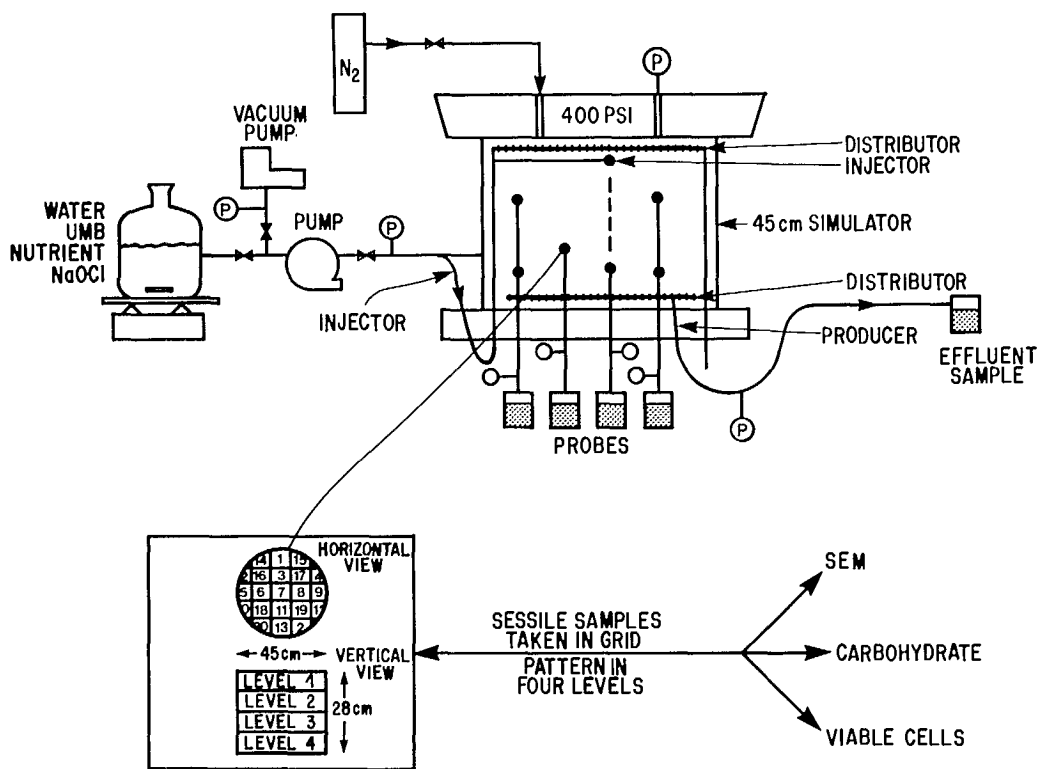 N2
P
400 PSI
VACUUM
PUMP
DISTRIBUTOR
INJECTOR
P
WATER
UMB
NUTRIENT
NaOCl
PUMP
P
45cm SIMULATOR
INJECTOR
DISTRIBUTOR
PRODUCER
EFFLUENT
SAMPLE
P
PROBES
HORIZONTAL
VIEW
14 1 15
2 16 3 17 4
5 6 7 8 9
0 18 11 19 1
20 13 2
45cm
VERTICAL
VIEW
LEVEL 1
LEVEL 2
LEVEL 3
LEVEL 4
28cm
SESSILE SAMPLES
TAKEN IN GRID
PATTERN IN
FOUR LEVELS
SEM
CARBOHYDRATE
VIABLE CELLS